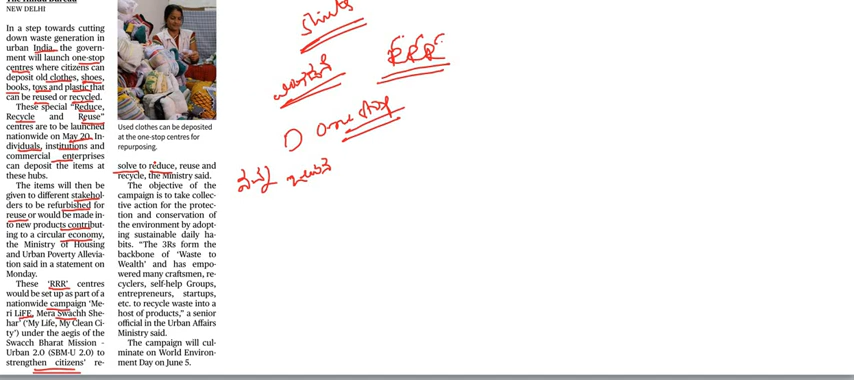 The Hindu Bureau
NEW DELHI
In a step towards cutting
down waste generation in
urban India, the govern-
ment will launch one-stop
centres where citizens can
deposit old clothes, shoes,
books, toys and plastic that
can be reused or recycled.
These special "Reduce,
Recycle and Reuse"
centres are to be launched
nationwide on May 20. In-
dividuals, institutions and
commercial enterprises
can deposit the items at
these hubs.
The items will then be
given to different stakehol-
ders to be refurbished for
reuse or would be made in-
to new products contribut-
ing to a circular economy,
the Ministry of Housing
and Urban Poverty Allevia-
tion said in a statement on
Monday.
These 'RRR' centres
would be set up as part of a
nationwide campaign 'Me-
ri LiFE, Mera Swachh She-
har' ('My Life, My Clean Ci-
ty') under the aegis of the
Swacch Bharat Mission -
Urban 2.0 (SBM-U 2.0) to
strengthen citizens' re-
Used clothes can be deposited
at the one-stop centres for
repurposing.
solve to reduce, reuse and
recycle, the Ministry said.
The objective of the
campaign is to take collec-
tive action for the protec-
tion and conservation of
the environment by adopt-
ing sustainable daily ha-
bits. "The 3Rs form the
backbone of 'Waste to
Wealth' and has empo-
wered many craftsmen, re-
cyclers, self-help Groups,
entrepreneurs, startups,
etc. to recycle waste into a
host of products," a senior
official in the Urban Affairs
Ministry said.
The campaign will cul-
minate on World Environ-
ment Day on June 5.
RRR